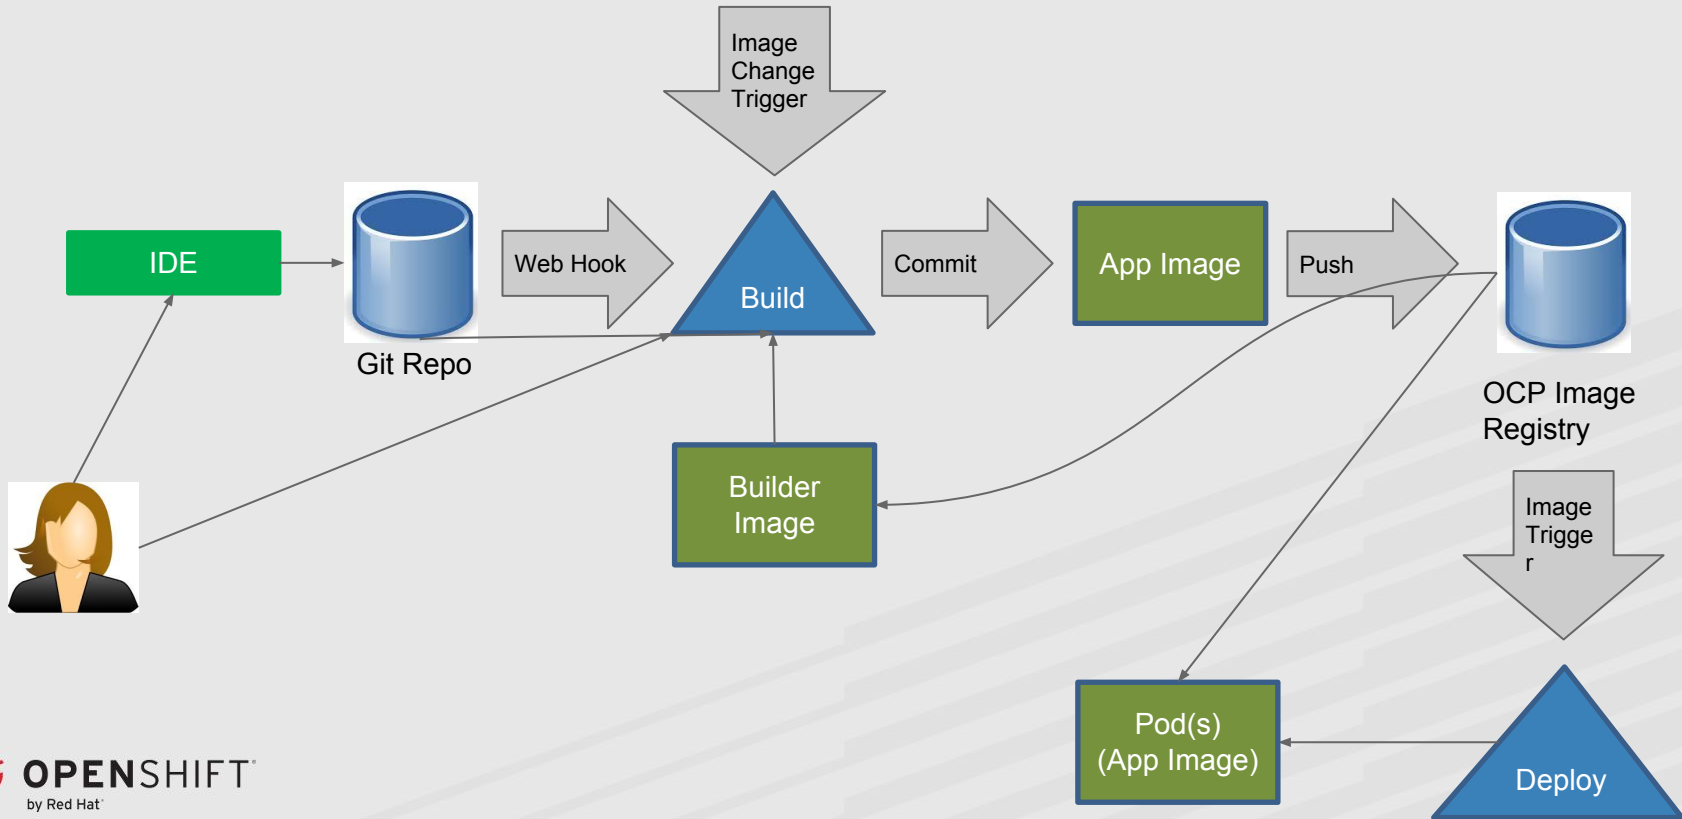 Image
Change
Trigger
IDE
Git Repo
Web Hook
Build
Commit
App Image
Push
OCP Image
Registry
Builder
Image
Image
Trigge
r
Pod(s)
(App Image)
Deploy
OPENSHIFT
by Red Hat